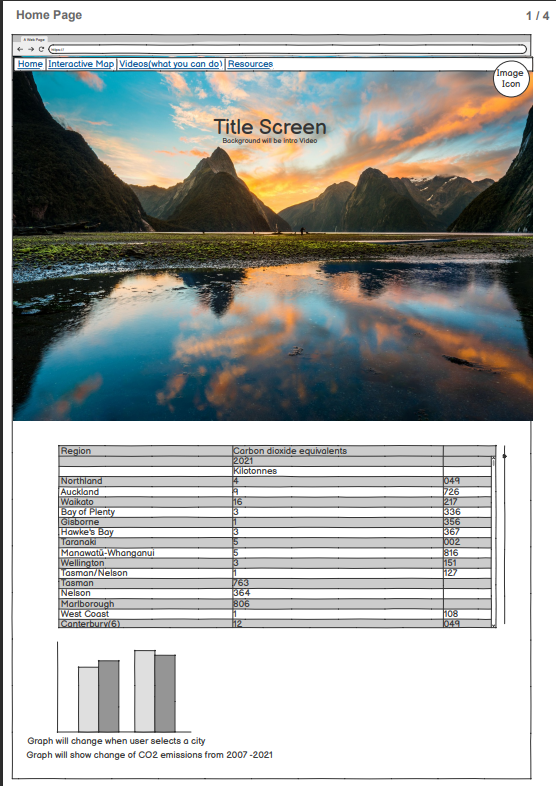 Home Page
1 / 4
A Web Page
https://
Home Interactive Map Videos(what you can do) Resources
Image
Icon
Title Screen
Background will be Intro Video
Region Carbon dioxide equivalents
2021
Kilotonnes
Northland 4 049
Auckland 9 726
Waikato 16 217
Bay of Plenty 3 336
Gisborne 1 356
Hawke's Bay 3 367
Taranaki 5 002
Manawatū-Whanganui 5 816
Wellington 3 151
Tasman/Nelson 1 127
Tasman 763
Nelson 364
Marlborough 806
West Coast 1 108
Canterbury(6) 12 049
Graph will change when user selects a city
Graph will show change of CO2 emissions from 2007 -2021